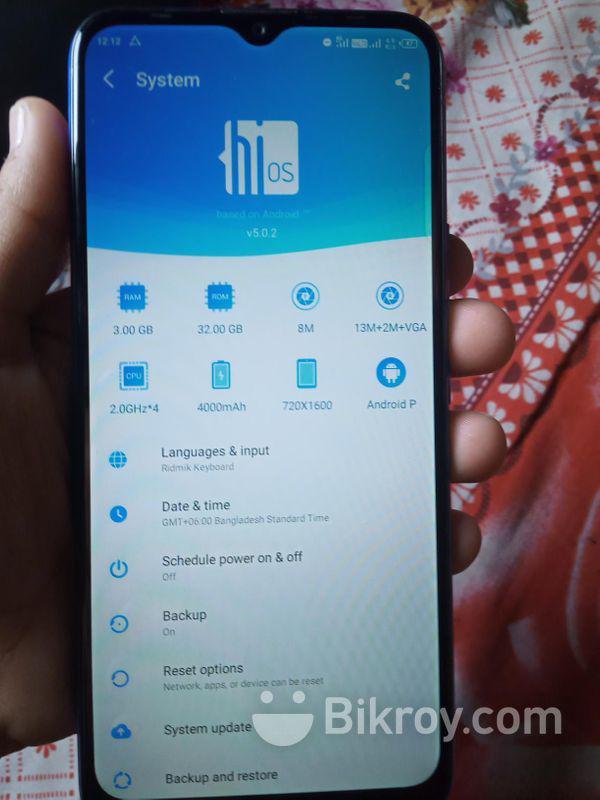 12:12
47
System
hi OS
based on Android ™
v5.0.2
RAM
ROM
3.00 GB
32.00 GB
8M
13M+2M+VGA
CPU
2.0GHz*4
4000mAh
720X1600
Android P
Languages & input
Ridmik Keyboard
Date & time
GMT+06:00 Bangladesh Standard Time
Schedule power on & off
Off
Backup
On
Reset options
Network, apps, or device can be reset
System update
Backup and restore
Bikroy.com